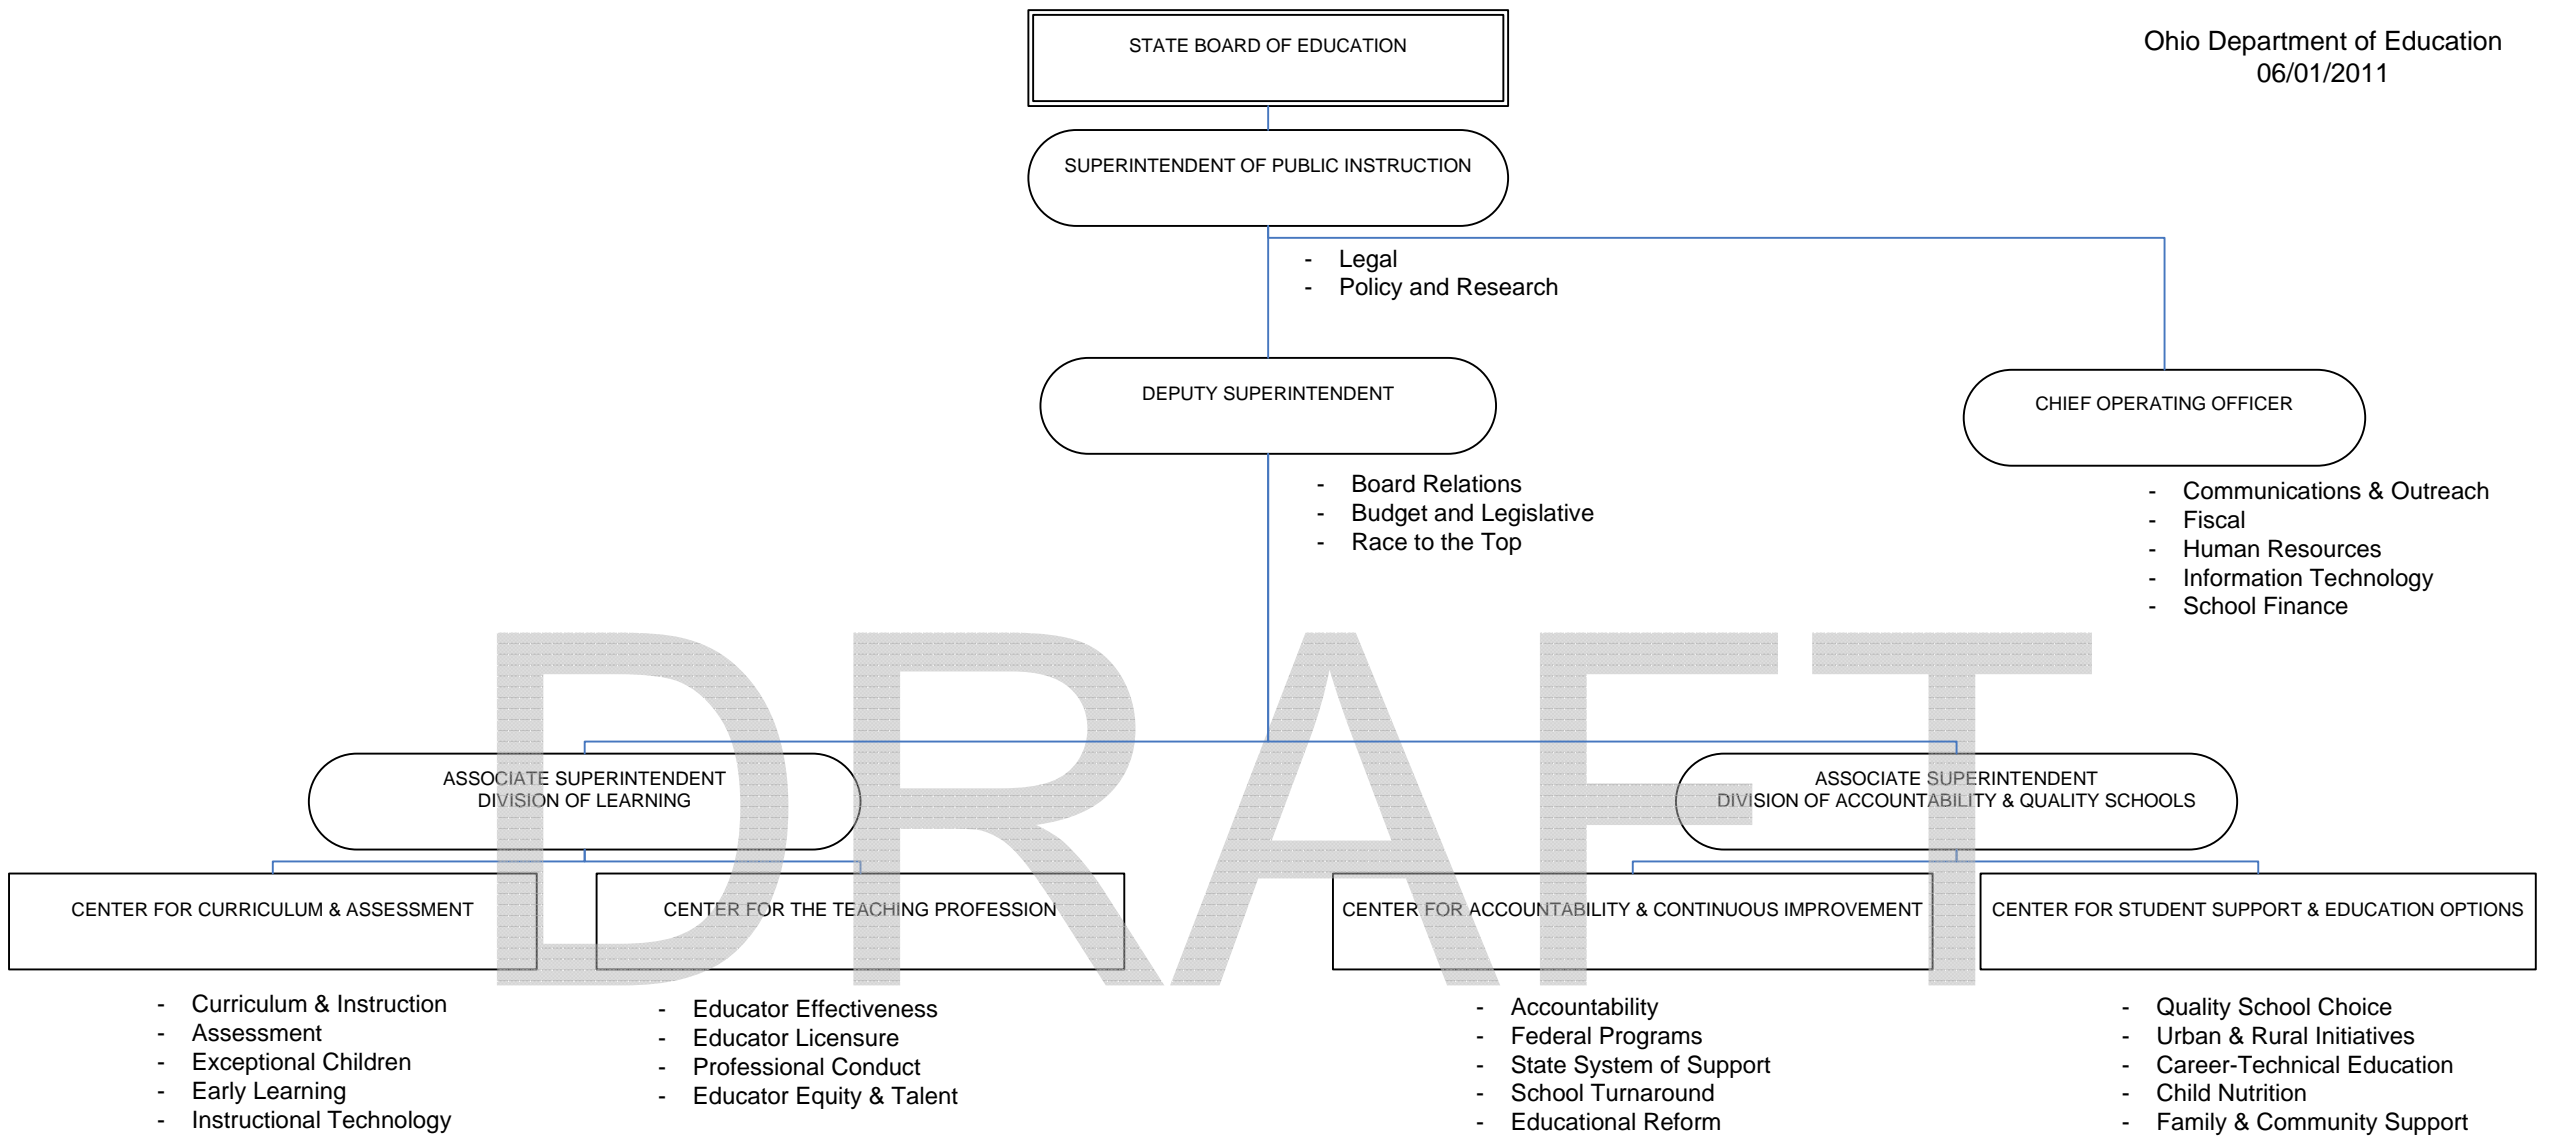 STATE BOARD OF EDUCATION
Ohio Department of Education
06/01/2011
SUPERINTENDENT OF PUBLIC INSTRUCTION
- Legal
- Policy and Research
DEPUTY SUPERINTENDENT
CHIEF OPERATING OFFICER
- Board Relations
- Budget and Legislative
- Race to the Top
- Communications & Outreach
- Fiscal
- Human Resources
- Information Technology
- School Finance
DRAFT
ASSOCIATE SUPERINTENDENT
DIVISION OF LEARNING
ASSOCIATE SUPERINTENDENT
DIVISION OF ACCOUNTABILITY & QUALITY SCHOOLS
CENTER FOR CURRICULUM & ASSESSMENT
CENTER FOR THE TEACHING PROFESSION
CENTER FOR ACCOUNTABILITY & CONTINUOUS IMPROVEMENT
CENTER FOR STUDENT SUPPORT & EDUCATION OPTIONS
- Curriculum & Instruction
- Assessment
- Exceptional Children
- Early Learning
- Instructional Technology
- Educator Effectiveness
- Educator Licensure
- Professional Conduct
- Educator Equity & Talent
- Accountability
- Federal Programs
- State System of Support
- School Turnaround
- Educational Reform
- Quality School Choice
- Urban & Rural Initiatives
- Career-Technical Education
- Child Nutrition
- Family & Community Support